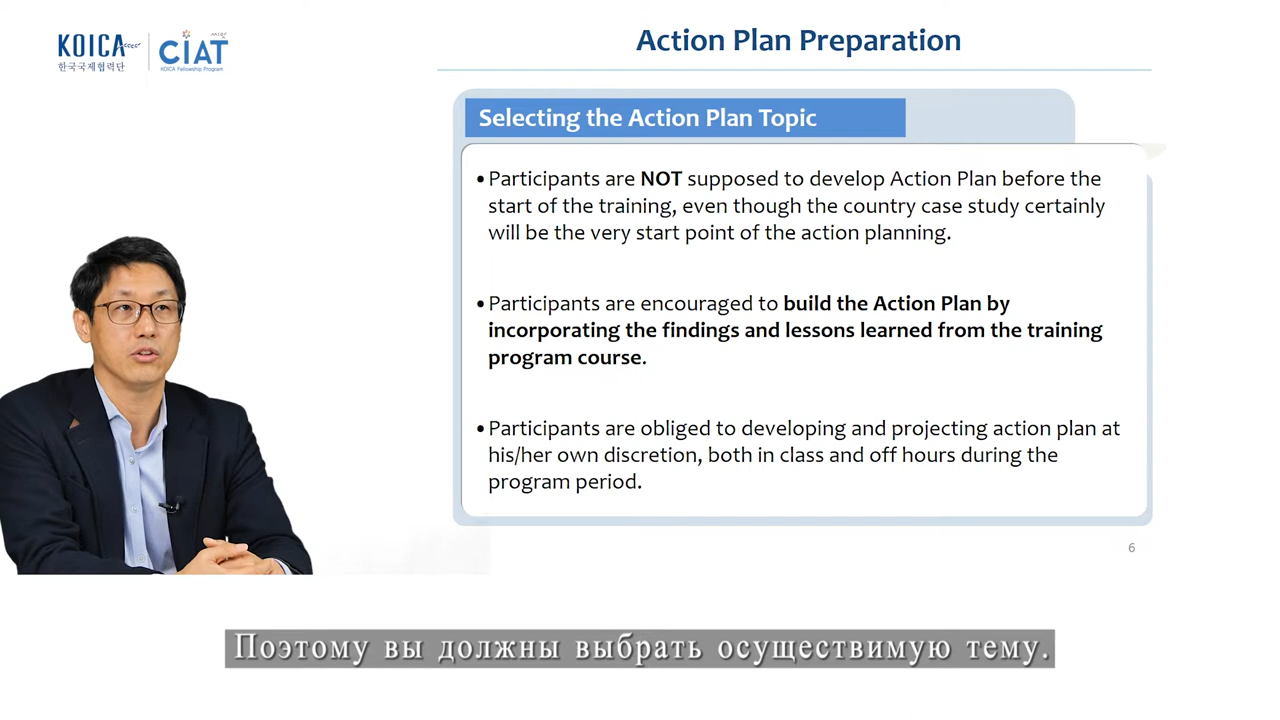 KOICA
한국국제협력단
CIAT
KOICA Fellowship Program
Action Plan Preparation
Selecting the Action Plan Topic
• Participants are NOT supposed to develop Action Plan before the
start of the training, even though the country case study certainly
will be the very start point of the action planning.
• Participants are encouraged to build the Action Plan by
incorporating the findings and lessons learned from the training
program course.
• Participants are obliged to developing and projecting action plan at
his/her own discretion, both in class and off hours during the
program period.
6
Поэтому вы должны выбрать осуществимую тему.